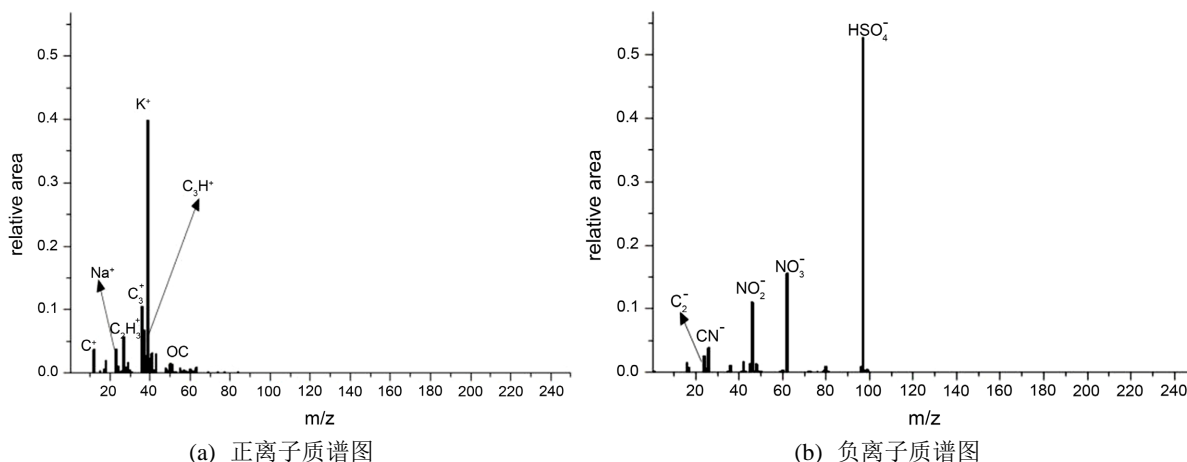 0.5
0.4
0.3
0.2
0.1
0.0
relative area
K⁺
C₃H⁺
Na⁺
C₃⁺
C₂H₃⁺
C⁺
OC
20 40 60 80 100 120 140 160 180 200 220 240
m/z
(a) 正离子质谱图
0.5
0.4
0.3
0.2
0.1
0.0
relative area
HSO₄⁻
NO₃⁻
NO₂⁻
C₂⁻
CN⁻
20 40 60 80 100 120 140 160 180 200 220 240
m/z
(b) 负离子质谱图